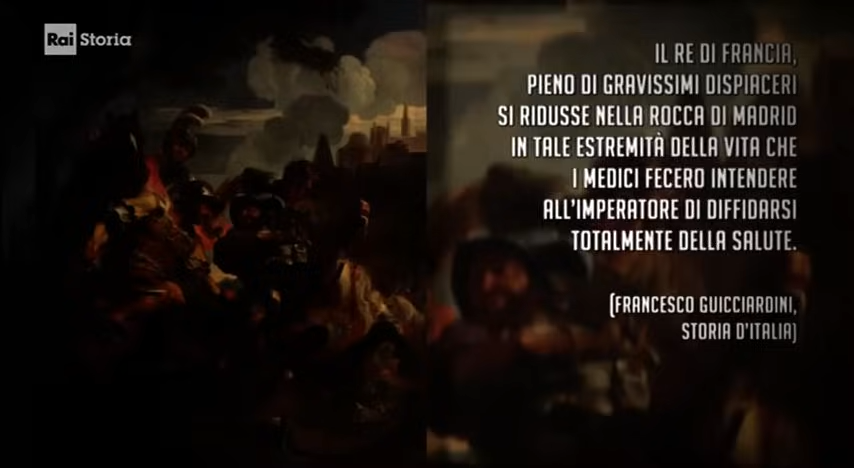 Rai Storia
IL RE DI FRANCIA,
PIENO DI GRAVISSIMI DISPIACERI
SI RIDUSSE NELLA ROCCA DI MADRID
IN TALE ESTREMITÀ DELLA VITA CHE
I MEDICI FECERO INTENDERE
ALL'IMPERATORE DI DIFFIDARSI
TOTALMENTE DELLA SALUTE.
(FRANCESCO GUICCIARDINI,
STORIA D'ITALIA)